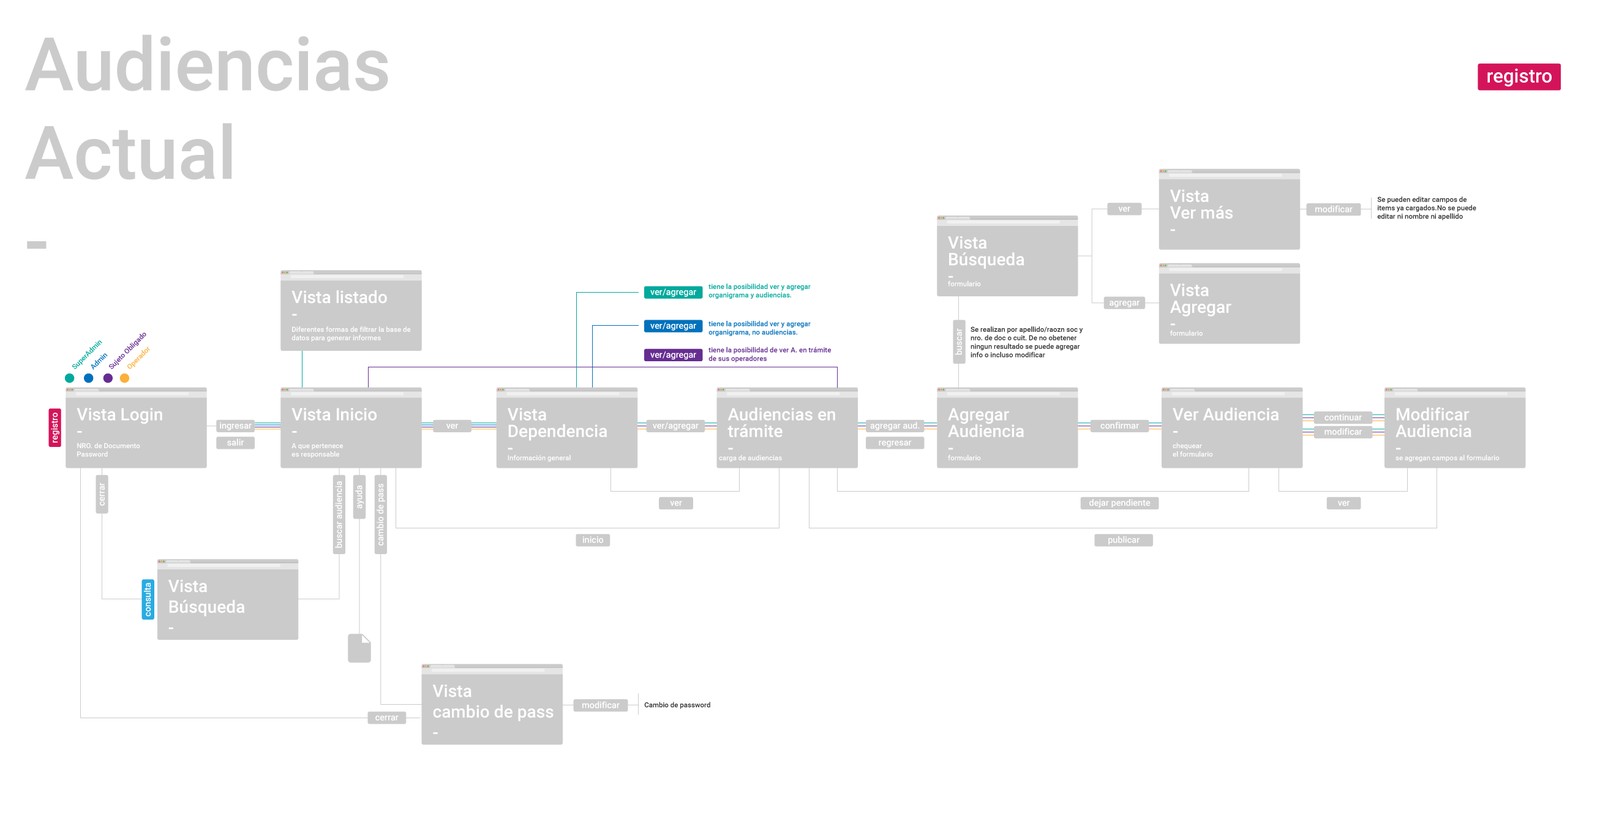 Audiencias
Actual
–
registro
Vista
Ver más
–
ver
modificar
Se pueden editar campos de
items ya cargados.No se puede
editar ni nombre ni apellido
Vista
Búsqueda
–
formulario
Vista
Agregar
–
formulario
agregar
buscar
Se realizan por apellido/raozn soc y
nro. de doc o cuit. De no obetener
ningun resultado se puede agregar
info o incluso modificar
Vista listado
–
Diferentes formas de filtrar la base de
datos para generar informes
ver/agregar
tiene la posibilidad ver y agregar
organigrama y audiencias.
ver/agregar
tiene la posibilidad ver y agregar
organigrama, no audiencias.
ver/agregar
tiene la posibilidad de ver A. en trámite
de sus operadores
SuperAdmin
Admin
Sujeto Obligado
Operador
registro
Vista Login
–
NRO. de Documento
Password
ingresar
salir
Vista Inicio
–
A que pertenece
es responsable
ver
Vista
Dependencia
–
información general
ver/agregar
Audiencias en
trámite
–
carga de audiencias
agregar aud.
regresar
Agregar
Audiencia
–
formulario
confirmar
Ver Audiencia
–
chequear
el formulario
continuar
modificar
Modificar
Audiencia
–
se agregan campos al formulario
cerrar
buscar audiencia
ayuda
cambio de pass
ver
dejar pendiente
ver
inicio
publicar
consulta
Vista
Búsqueda
–
Vista
cambio de pass
–
cerrar
modificar
Cambio de password